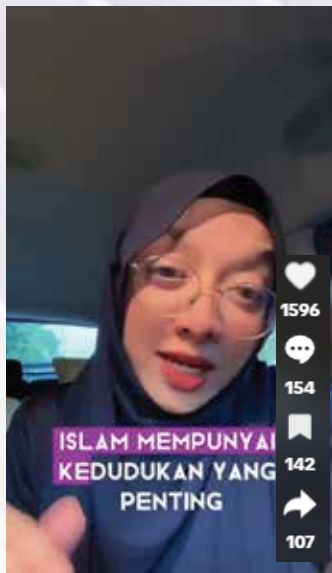 ISLAM MEMPUNYAI
KEDUDUKAN YANG
PENTING
1596
154
142
107